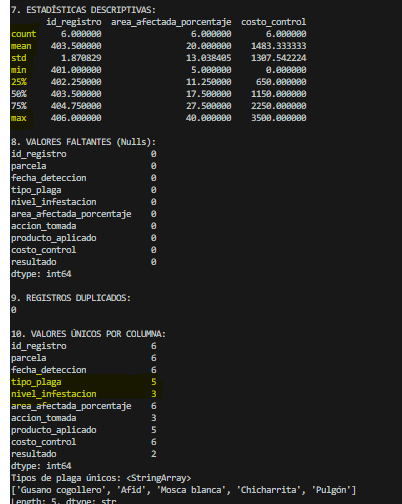 7. ESTADÍSTICAS DESCRIPTIVAS:
id_registro area_afectada_porcentaje costo_control
count 6.000000 6.000000 6.000000
mean 403.500000 20.000000 1483.333333
std 1.870829 13.038405 1307.542224
min 401.000000 5.000000 0.000000
25% 402.250000 11.250000 650.000000
50% 403.500000 17.500000 1150.000000
75% 404.750000 27.500000 2250.000000
max 406.000000 40.000000 3500.000000
8. VALORES FALTANTES (Nulls):
id_registro 0
parcela 0
fecha_deteccion 0
tipo_plaga 0
nivel_infestacion 0
area_afectada_porcentaje 0
accion_tomada 0
producto_aplicado 0
costo_control 0
resultado 0
dtype: int64
9. REGISTROS DUPLICADOS:
0
10. VALORES ÚNICOS POR COLUMNA:
id_registro 6
parcela 6
fecha_deteccion 6
tipo_plaga 5
nivel_infestacion 3
area_afectada_porcentaje 6
accion_tomada 3
producto_aplicado 5
costo_control 6
resultado 2
dtype: int64
Tipos de plaga únicos: <StringArray>
['Gusano cogollero', 'Afid', 'Mosca blanca', 'Chicharrita', 'Pulgón']
Length: 5, dtype: str